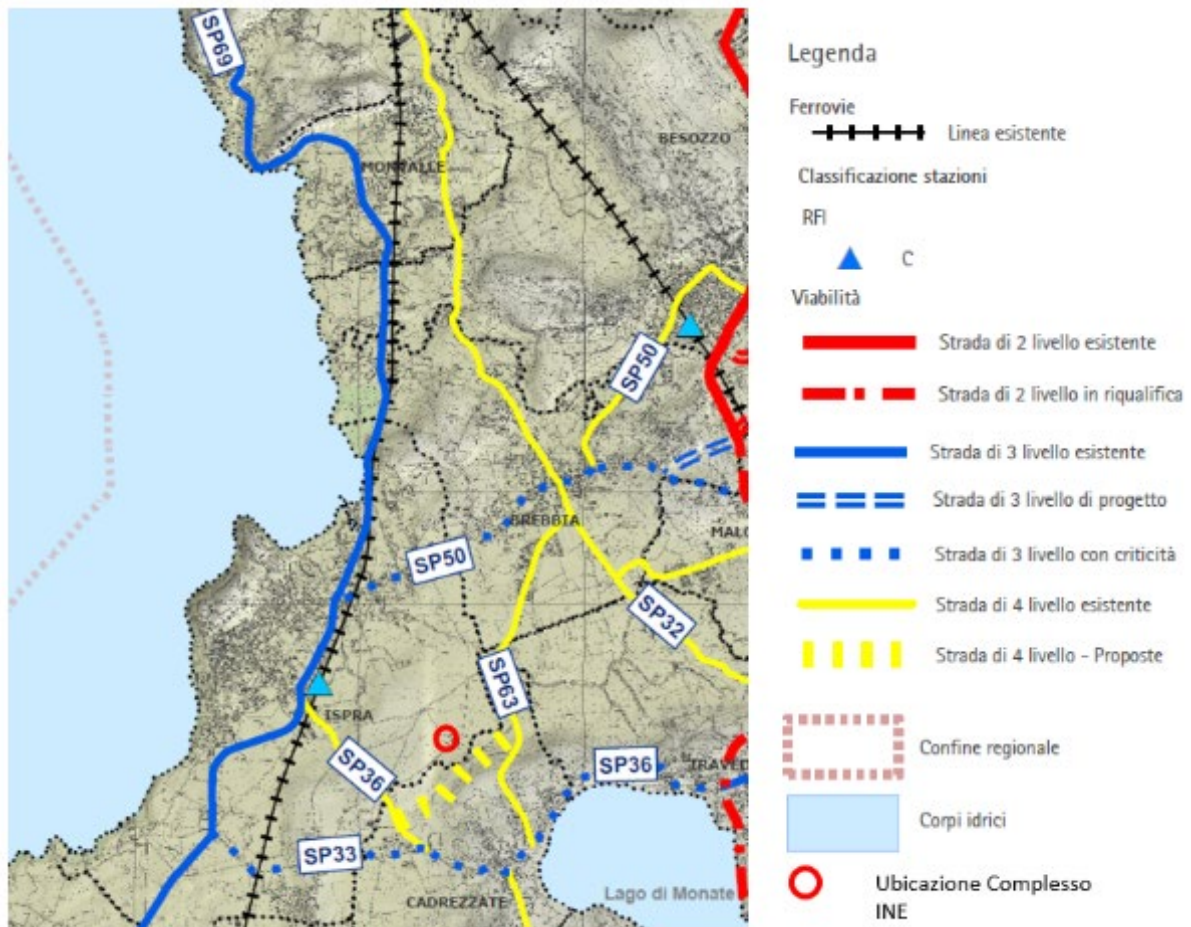 SP69
BESOZZO
MONVALLE
SP50
BREBBIA
SP50
SP32
SP63
ISPRA
SP36
SP36
SP33
CADREZZATE
Lago di Monate
Legenda
Ferrovie
Linea esistente
Classificazione stazioni
RFI
C
Viabilità
Strada di 2 livello esistente
Strada di 2 livello in riqualifica
Strada di 3 livello esistente
Strada di 3 livello di progetto
Strada di 3 livello con criticità
Strada di 4 livello esistente
Strada di 4 livello - Proposte
Confine regionale
Corpi idrici
Ubicazione Complesso
INE